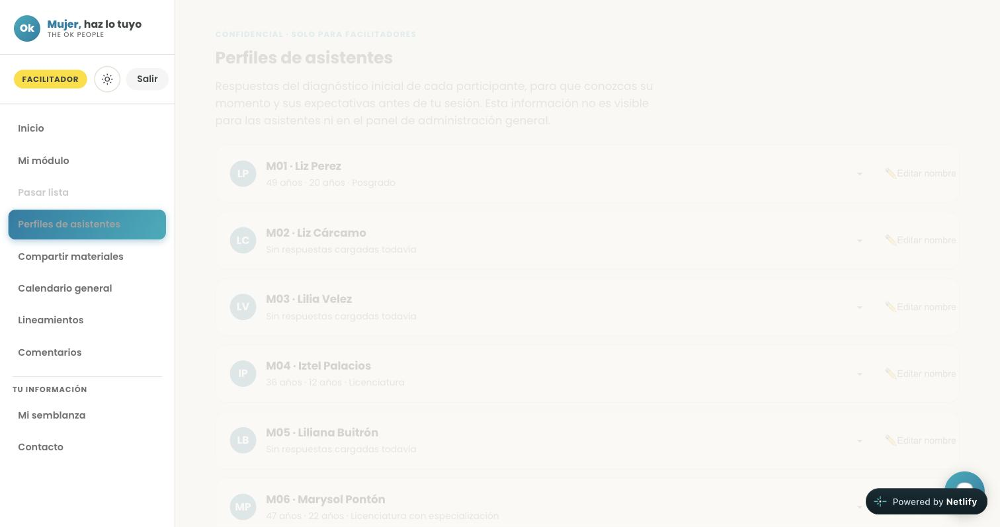 Ok
Mujer, haz lo tuyo
THE OK PEOPLE
FACILITADOR
Salir
Inicio
Mi módulo
Pasar lista
Perfiles de asistentes
Compartir materiales
Calendario general
Lineamientos
Comentarios
TU INFORMACIÓN
Mi semblanza
Contacto
CONFIDENCIAL · SOLO PARA FACILITADORES
Perfiles de asistentes
Respuestas del diagnóstico inicial de cada participante, para que conozcas su
momento y sus expectativas antes de tu sesión. Esta información no es visible
para las asistentes ni en el panel de administración general.
LP
M01 · Liz Perez
49 años · 20 años · Posgrado
Editar nombre
LC
M02 · Liz Cárcamo
Sin respuestas cargadas todavía
Editar nombre
LV
M03 · Lilia Velez
Sin respuestas cargadas todavía
Editar nombre
IP
M04 · Iztel Palacios
36 años · 12 años · Licenciatura
Editar nombre
LB
M05 · Liliana Buitrón
Sin respuestas cargadas todavía
Editar nombre
MP
M06 · Marysol Pontón
47 años · 22 años · Licenciatura con especialización
Powered by Netlify